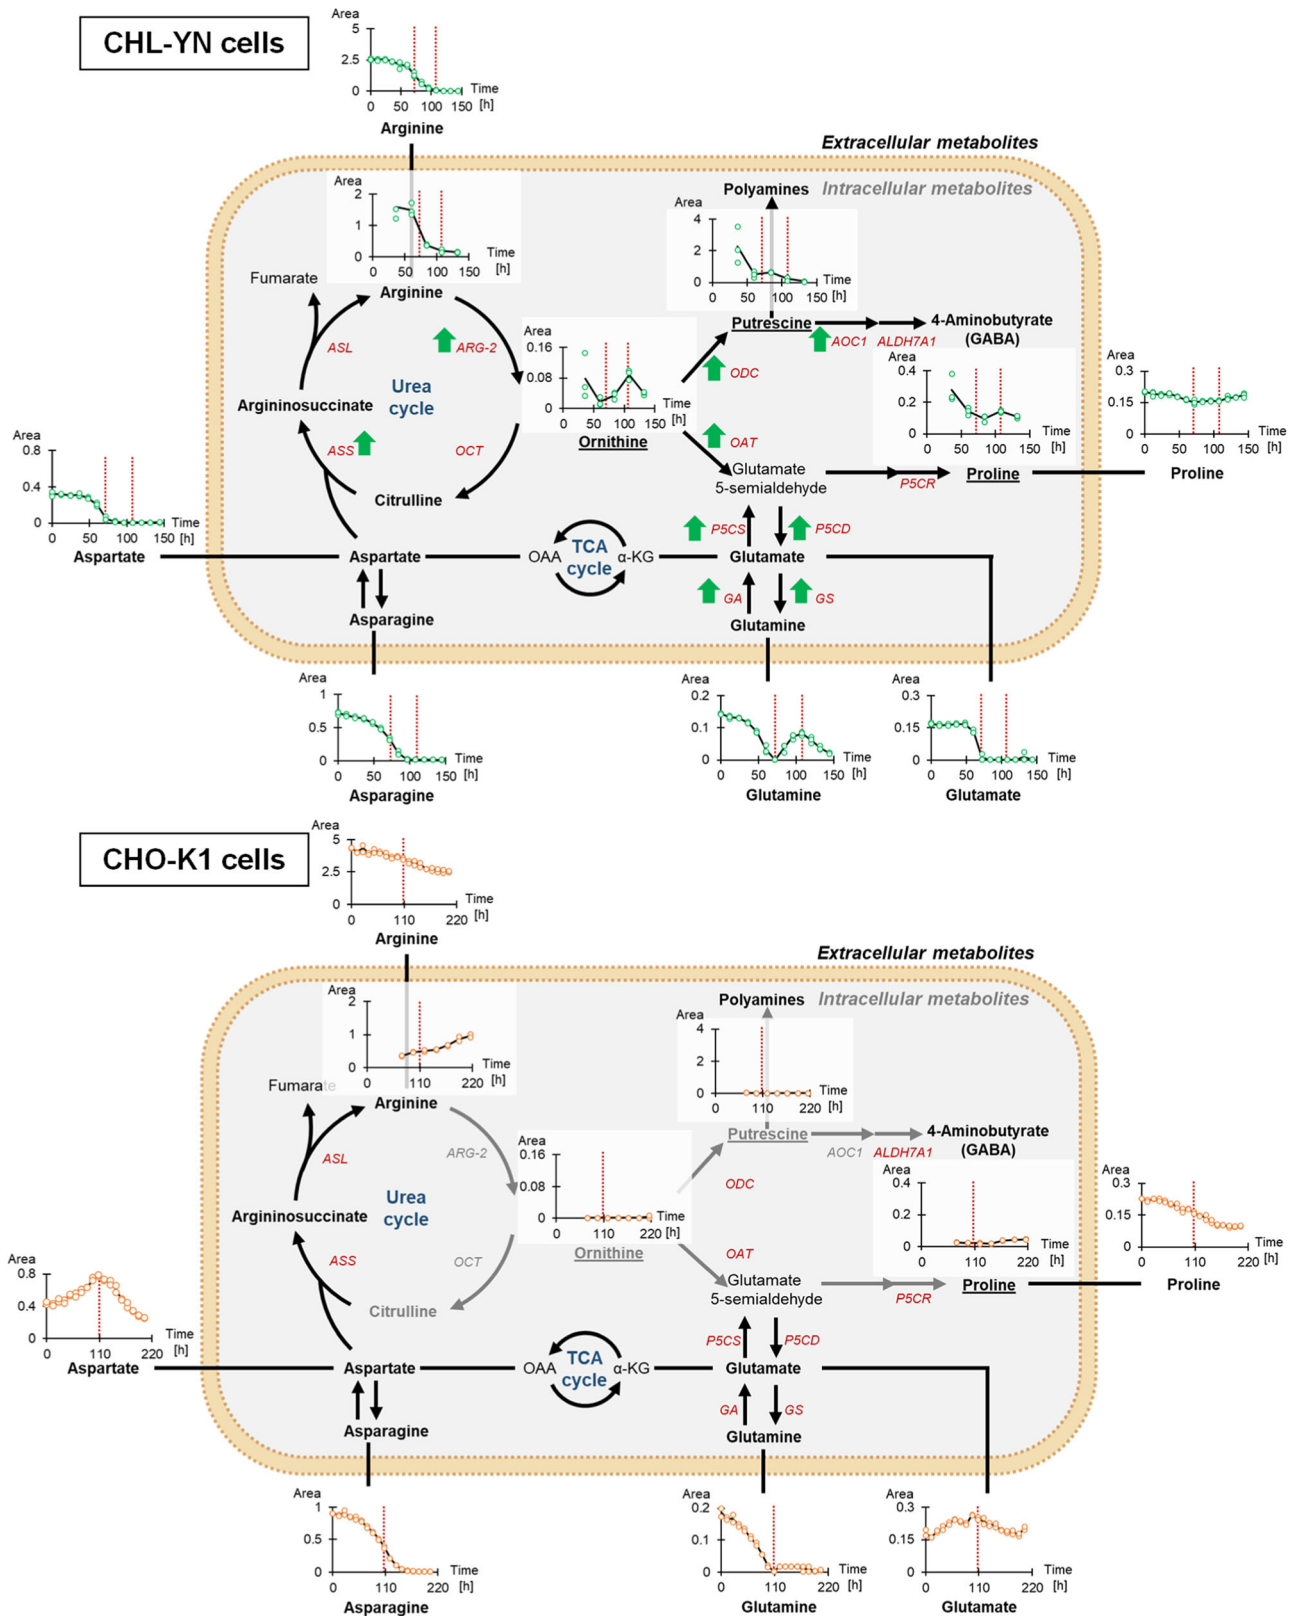 CHL-YN cells
Area
5
2.5
0
0 50 100 150
Time
[h]
Arginine
Extracellular metabolites
Intracellular metabolites
Area
2
1
0
0 50 100 150
Time
[h]
Arginine
Polyamines
Area
4
2
0
0 50 100 150
Time
[h]
Putrescine
Fumarate
ASL
ARG-2
Urea
cycle
Argininosuccinate
ASS
OCT
Citrulline
Area
0.16
0.08
0
0 50 100 150
Time
[h]
Ornithine
ODC
OAT
AOC1 ALDH7A1
4-Aminobutyrate
(GABA)
Area
0.4
0.2
0
0 50 100 150
Time
[h]
Proline
Area
0.3
0.15
0
0 50 100 150
Time
[h]
Proline
Glutamate
5-semialdehyde
P5CR
P5CS
P5CD
Area
0.8
0.4
0
0 50 100 150
Time
[h]
Aspartate
Aspartate
OAA
TCA
cycle
α-KG
Glutamate
GA
GS
Asparagine
Glutamine
Area
1
0.5
0
0 50 100 150
Time
[h]
Asparagine
Area
0.2
0.1
0
0 50 100 150
Time
[h]
Glutamine
Area
0.3
0.15
0
0 50 100 150
Time
[h]
Glutamate
CHO-K1 cells
Area
5
2.5
0
0 110 220
Time
[h]
Arginine
Extracellular metabolites
Intracellular metabolites
Area
2
1
0
0 110 220
Time
[h]
Arginine
Polyamines
Area
4
2
0
0 110 220
Time
[h]
Putrescine
Fumarate
ASL
ARG-2
Urea
cycle
Argininosuccinate
ASS
OCT
Citrulline
Area
0.16
0.08
0
0 110 220
Time
[h]
Ornithine
ODC
OAT
AOC1 ALDH7A1
4-Aminobutyrate
(GABA)
Area
0.4
0.2
0
0 110 220
Time
[h]
Proline
Area
0.3
0.15
0
0 110 220
Time
[h]
Proline
Glutamate
5-semialdehyde
P5CR
P5CS
P5CD
Area
0.8
0.4
0
0 110 220
Time
[h]
Aspartate
Aspartate
OAA
TCA
cycle
α-KG
Glutamate
GA
GS
Asparagine
Glutamine
Area
1
0.5
0
0 110 220
Time
[h]
Asparagine
Area
0.2
0.1
0
0 110 220
Time
[h]
Glutamine
Area
0.3
0.15
0
0 110 220
Time
[h]
Glutamate